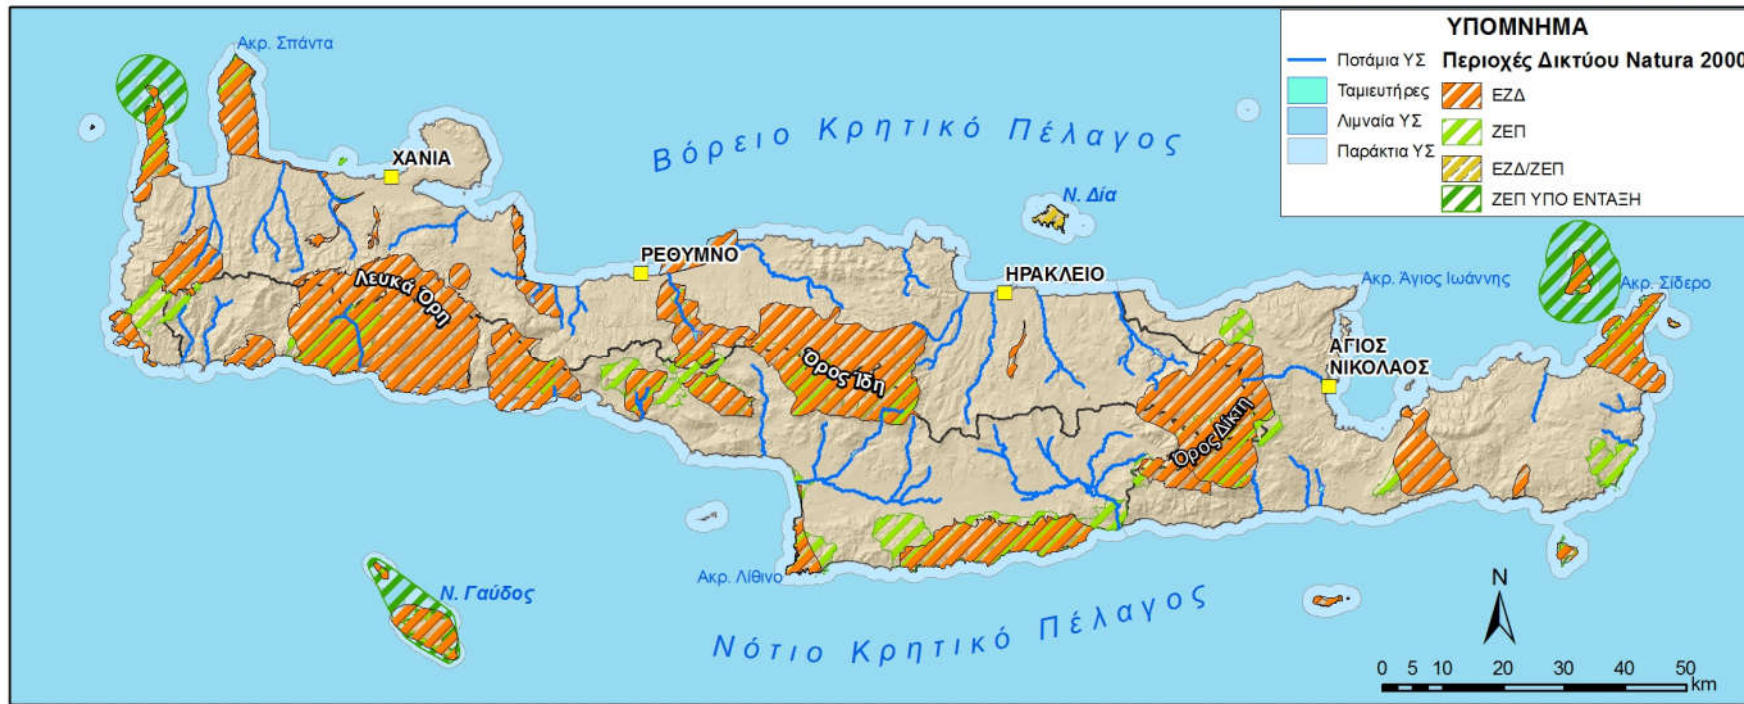 ΥΠΟΜΝΗΜΑ
Ποτάμια ΥΣ
Ταμιευτήρες
Λιμναία ΥΣ
Παράκτια ΥΣ
Περιοχές Δικτύου Natura 2000
ΕΖΔ
ΖΕΠ
ΕΖΔ/ΖΕΠ
ΖΕΠ ΥΠΟ ΕΝΤΑΞΗ
Ακρ. Σπάντα
ΧΑΝΙΑ
Βόρειο Κρητικό Πέλαγος
Ν. Δία
ΡΕΘΥΜΝΟ
ΗΡΑΚΛΕΙΟ
Ακρ. Άγιος Ιωάννης
Ακρ. Σίδερο
Λευκά Όρη
Όρος Ίδη
Όρος Δίκτη
ΑΓΙΟΣ
ΝΙΚΟΛΑΟΣ
Ακρ. Λίθινο
Ν. Γαύδος
Νότιο Κρητικό Πέλαγος
N
0 5 10 20 30 40 50
km